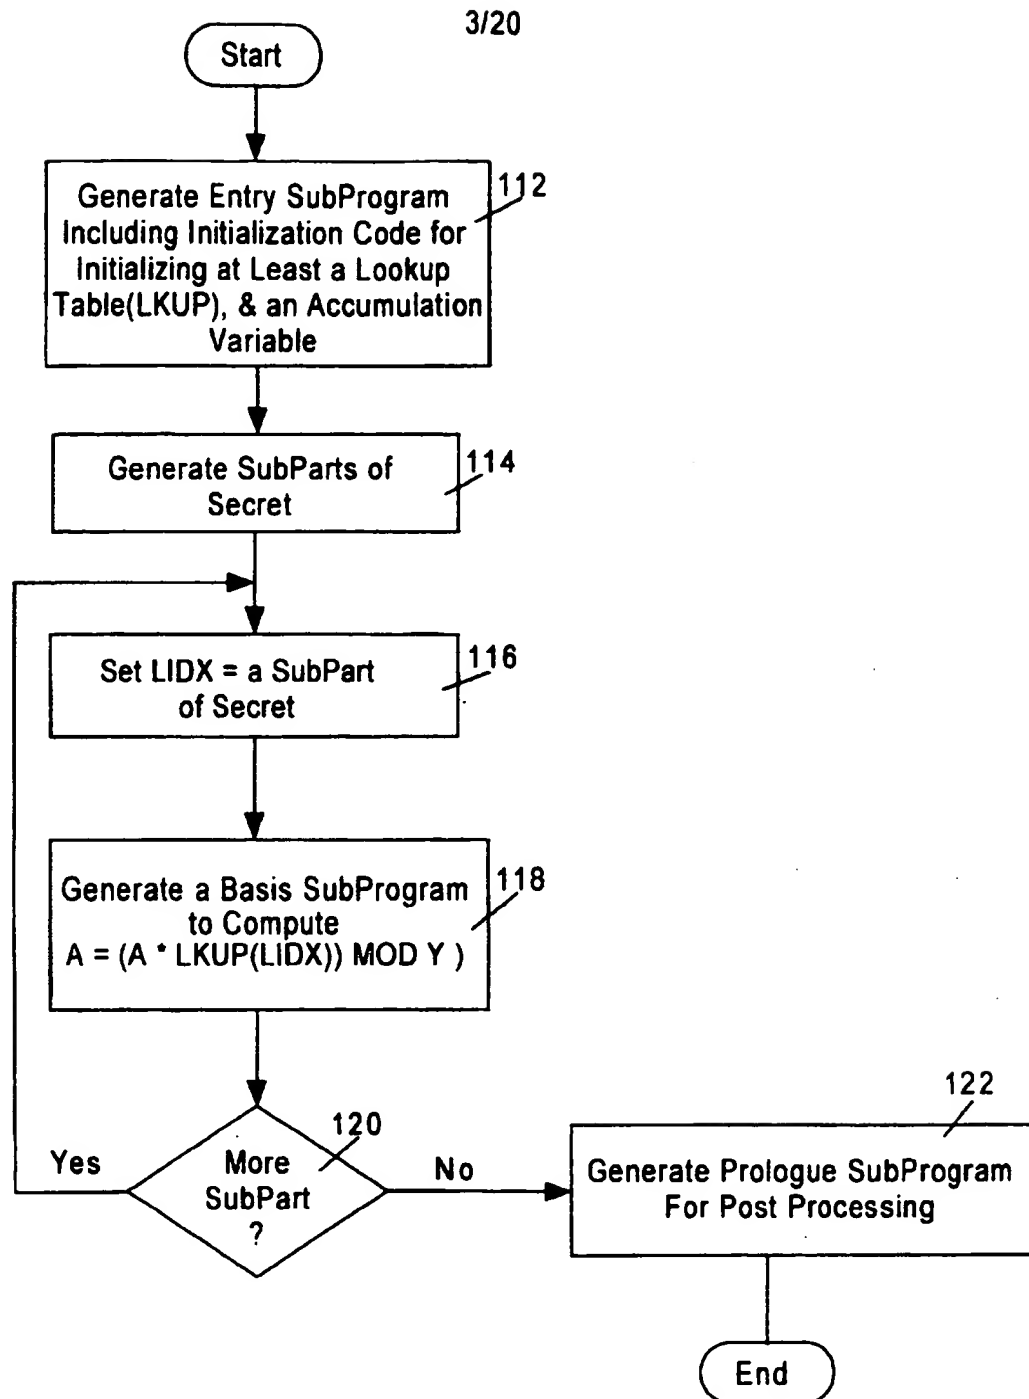 3/20
Start
Generate Entry SubProgram
Including Initialization Code for
Initializing at Least a Lookup
Table(LKUP), & an Accumulation
Variable
112
Generate SubParts of
Secret
114
Set LIDX = a SubPart
of Secret
116
Generate a Basis SubProgram
to Compute
A = (A * LKUP(LIDX)) MOD Y )
118
More
SubPart
?
120
Yes
No
122
Generate Prologue SubProgram
For Post Processing
End